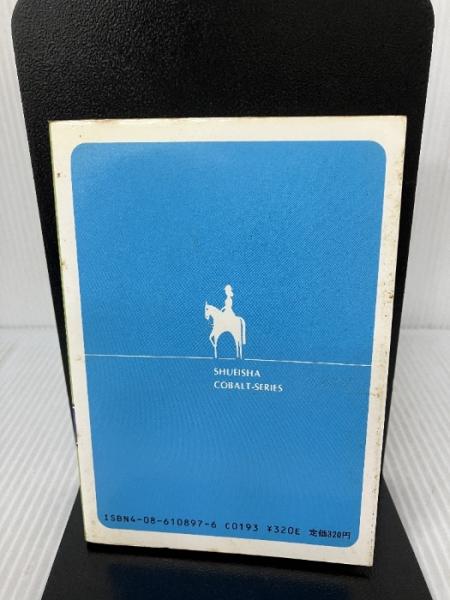 SHUEISHA
COBALT-SERIES
ISBN4-08-610897-6 C0193 ¥320E 定価320円